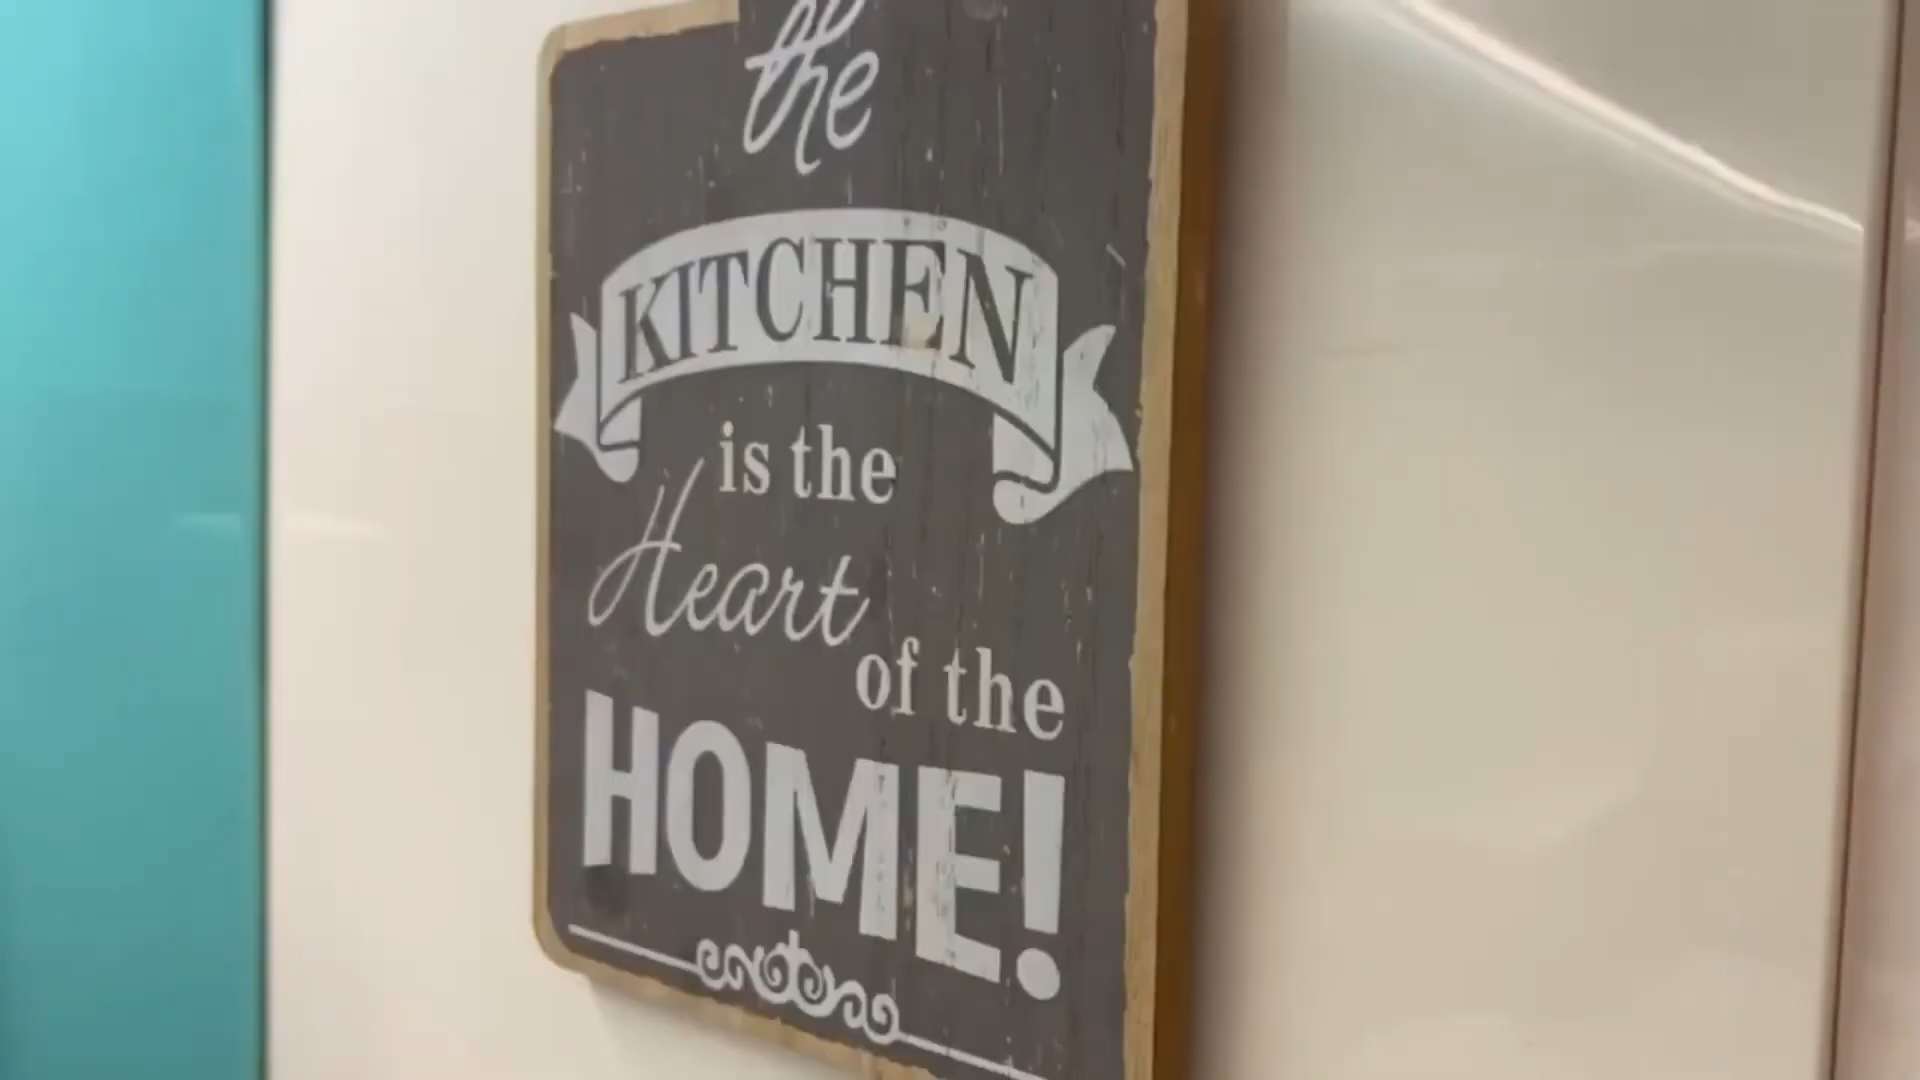 the
KITCHEN
is the
Heart
of the
HOME!